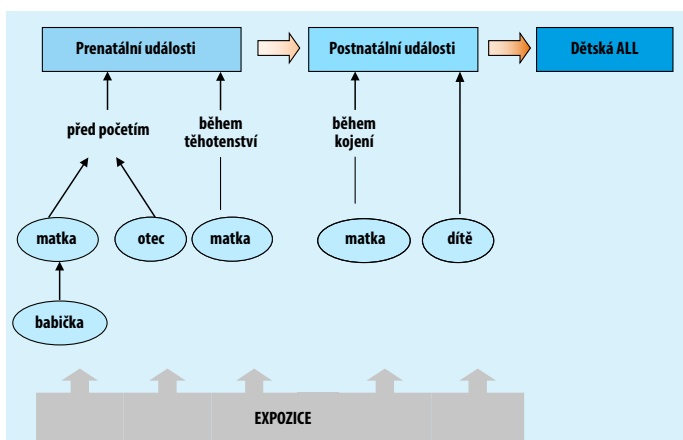 Prenatální události
Postnatální události
Dětská ALL
před početím
během
těhotenství
během
kojení
matka
otec
matka
matka
dítě
babička
EXPOZICE